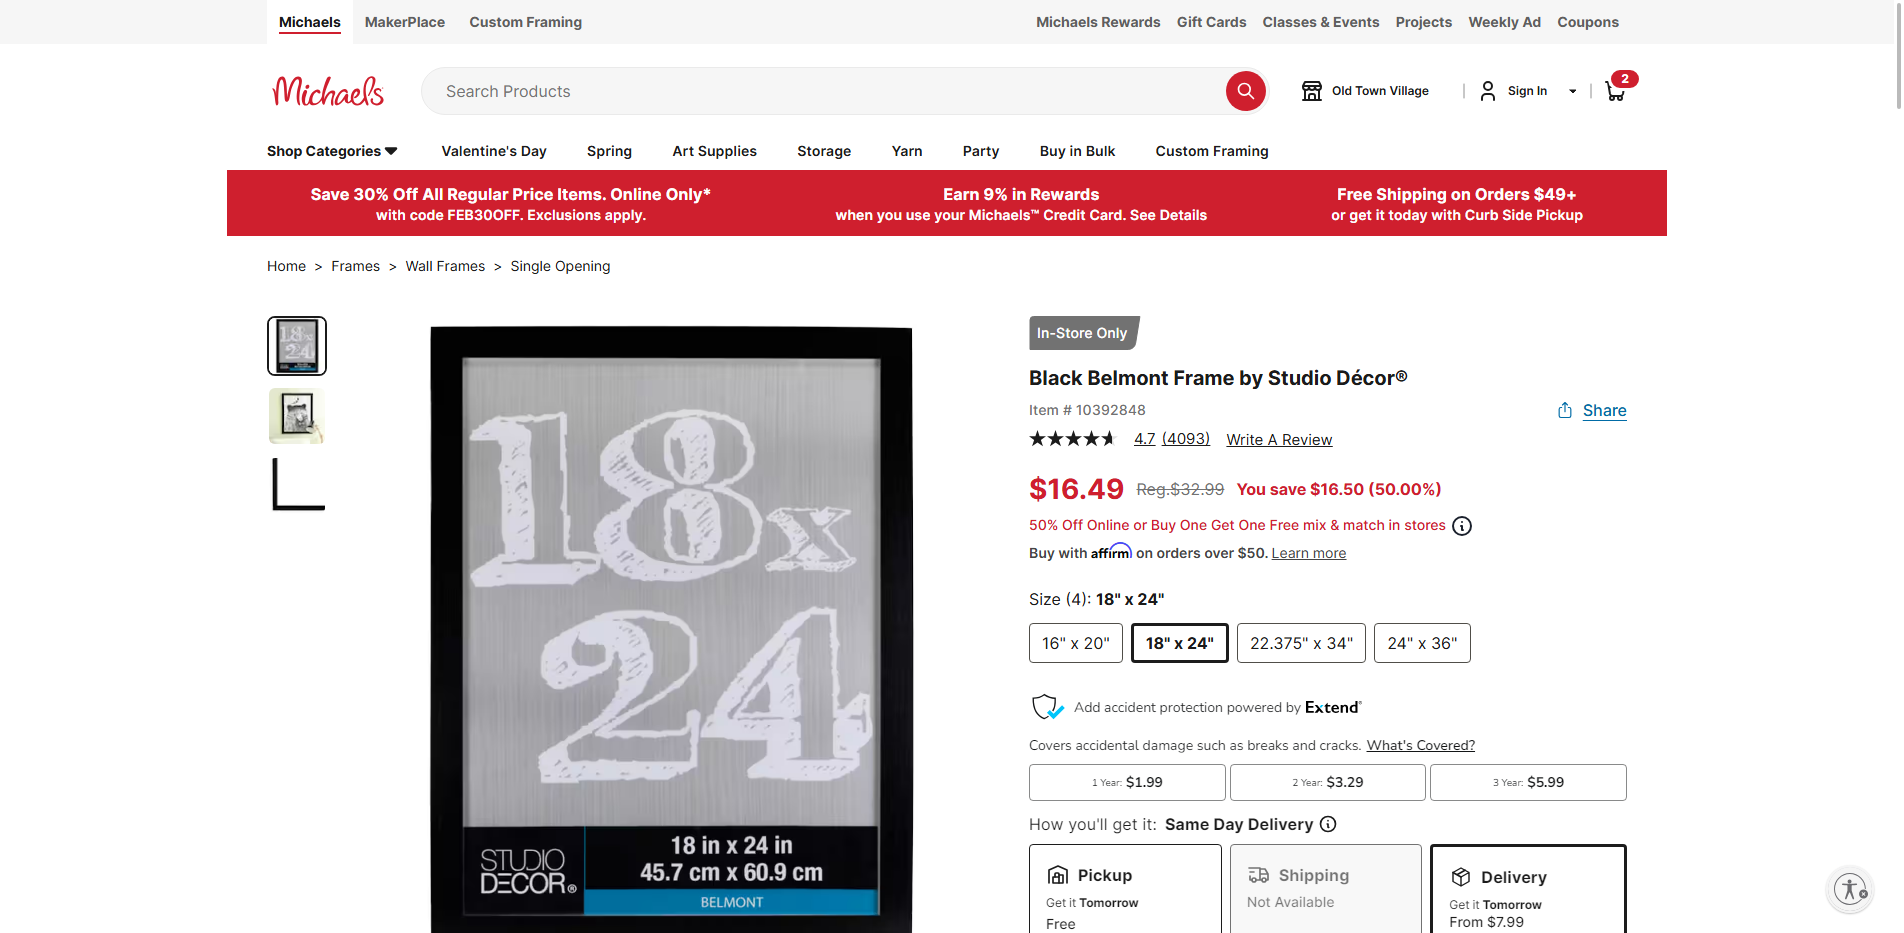 Michaels
MakerPlace
Custom Framing
Michaels Rewards
Gift Cards
Classes & Events
Projects
Weekly Ad
Coupons
Michaels
Search Products
Old Town Village
Sign In
2
Shop Categories
Valentine's Day
Spring
Art Supplies
Storage
Yarn
Party
Buy in Bulk
Custom Framing
Save 30% Off All Regular Price Items. Online Only*
with code FEB30OFF. Exclusions apply.
Earn 9% in Rewards
when you use your Michaels™ Credit Card. See Details
Free Shipping on Orders $49+
or get it today with Curb Side Pickup
Home > Frames > Wall Frames > Single Opening
18x
24
STUDIO
DECOR®
18 in x 24 in
45.7 cm x 60.9 cm
BELMONT
18x
24
In-Store Only
Black Belmont Frame by Studio Décor®
Item # 10392848
Share
4.7 (4093) Write A Review
$16.49 Reg.$32.99 You save $16.50 (50.00%)
50% Off Online or Buy One Get One Free mix & match in stores
Buy with affirm on orders over $50. Learn more
Size (4): 18" x 24"
16" x 20"
18" x 24"
22.375" x 34"
24" x 36"
Add accident protection powered by Extend
Covers accidental damage such as breaks and cracks. What's Covered?
1 Year: $1.99
2 Year: $3.29
3 Year: $5.99
How you'll get it: Same Day Delivery
Pickup
Get it Tomorrow
Free
Shipping
Not Available
Delivery
Get it Tomorrow
From $7.99